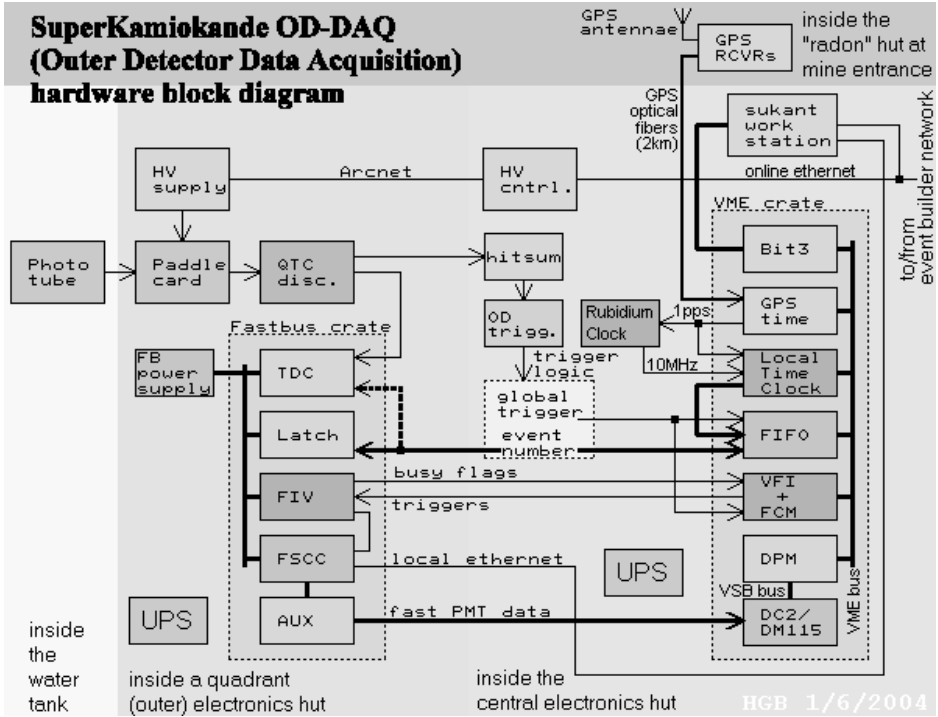 SuperKamiokande OD-DAQ
(Outer Detector Data Acquisition)
hardware block diagram
GPS
antennae
GPS
RCVRs
inside the
"radon" hut at
mine entrance
GPS
optical
fibers
(2km)
sukant
work
station
HV
supply
Arcnet
HV
cntrl.
online ethernet
to/from
event builder network
VME crate
Photo
tube
Paddle
card
QTC
disc.
hitsum
Bit3
OD
trigg.
Rubidium
Clock
1pps
GPS
time
Fastbus crate
FB
power
supply
TDC
trigger
logic
10MHz
Local
Time
Clock
global
trigger
event
number
Latch
FIFO
busy flags
FIV
triggers
VFI
+
FCM
FSCC
local ethernet
UPS
DPM
VSB bus
VME bus
UPS
AUX
fast PMT data
DC2/
DM115
inside
the
water
tank
inside a quadrant
(outer) electronics hut
inside the
central electronics hut
HGB 1/6/2004